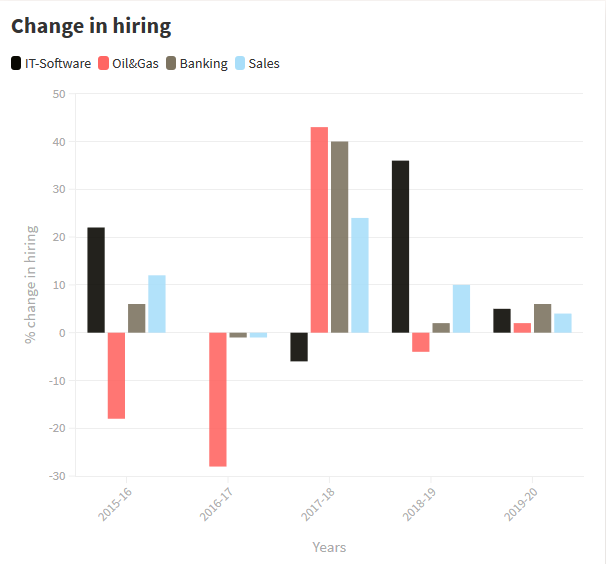 Change in hiring
IT-Software Oil&Gas Banking Sales
50
40
30
20
10
0
-10
-20
-30
% change in hiring
2015-16 2016-17 2017-18 2018-19 2019-20
Years